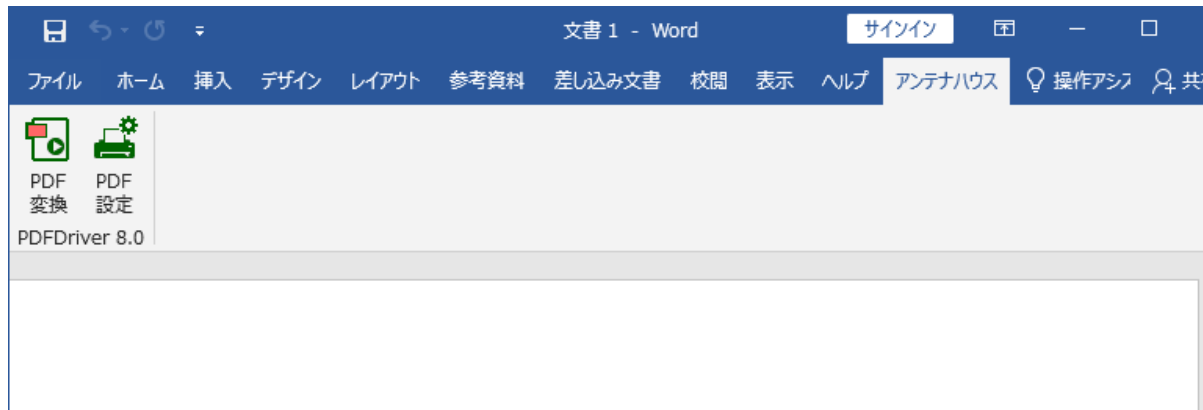 文書 1 - Word
サインイン
ファイル ホーム 挿入 デザイン レイアウト 参考資料 差し込み文書 校閲 表示 ヘルプ アンテナハウス 操作アシス 共
PDF 変換
PDF 設定
PDFDriver 8.0